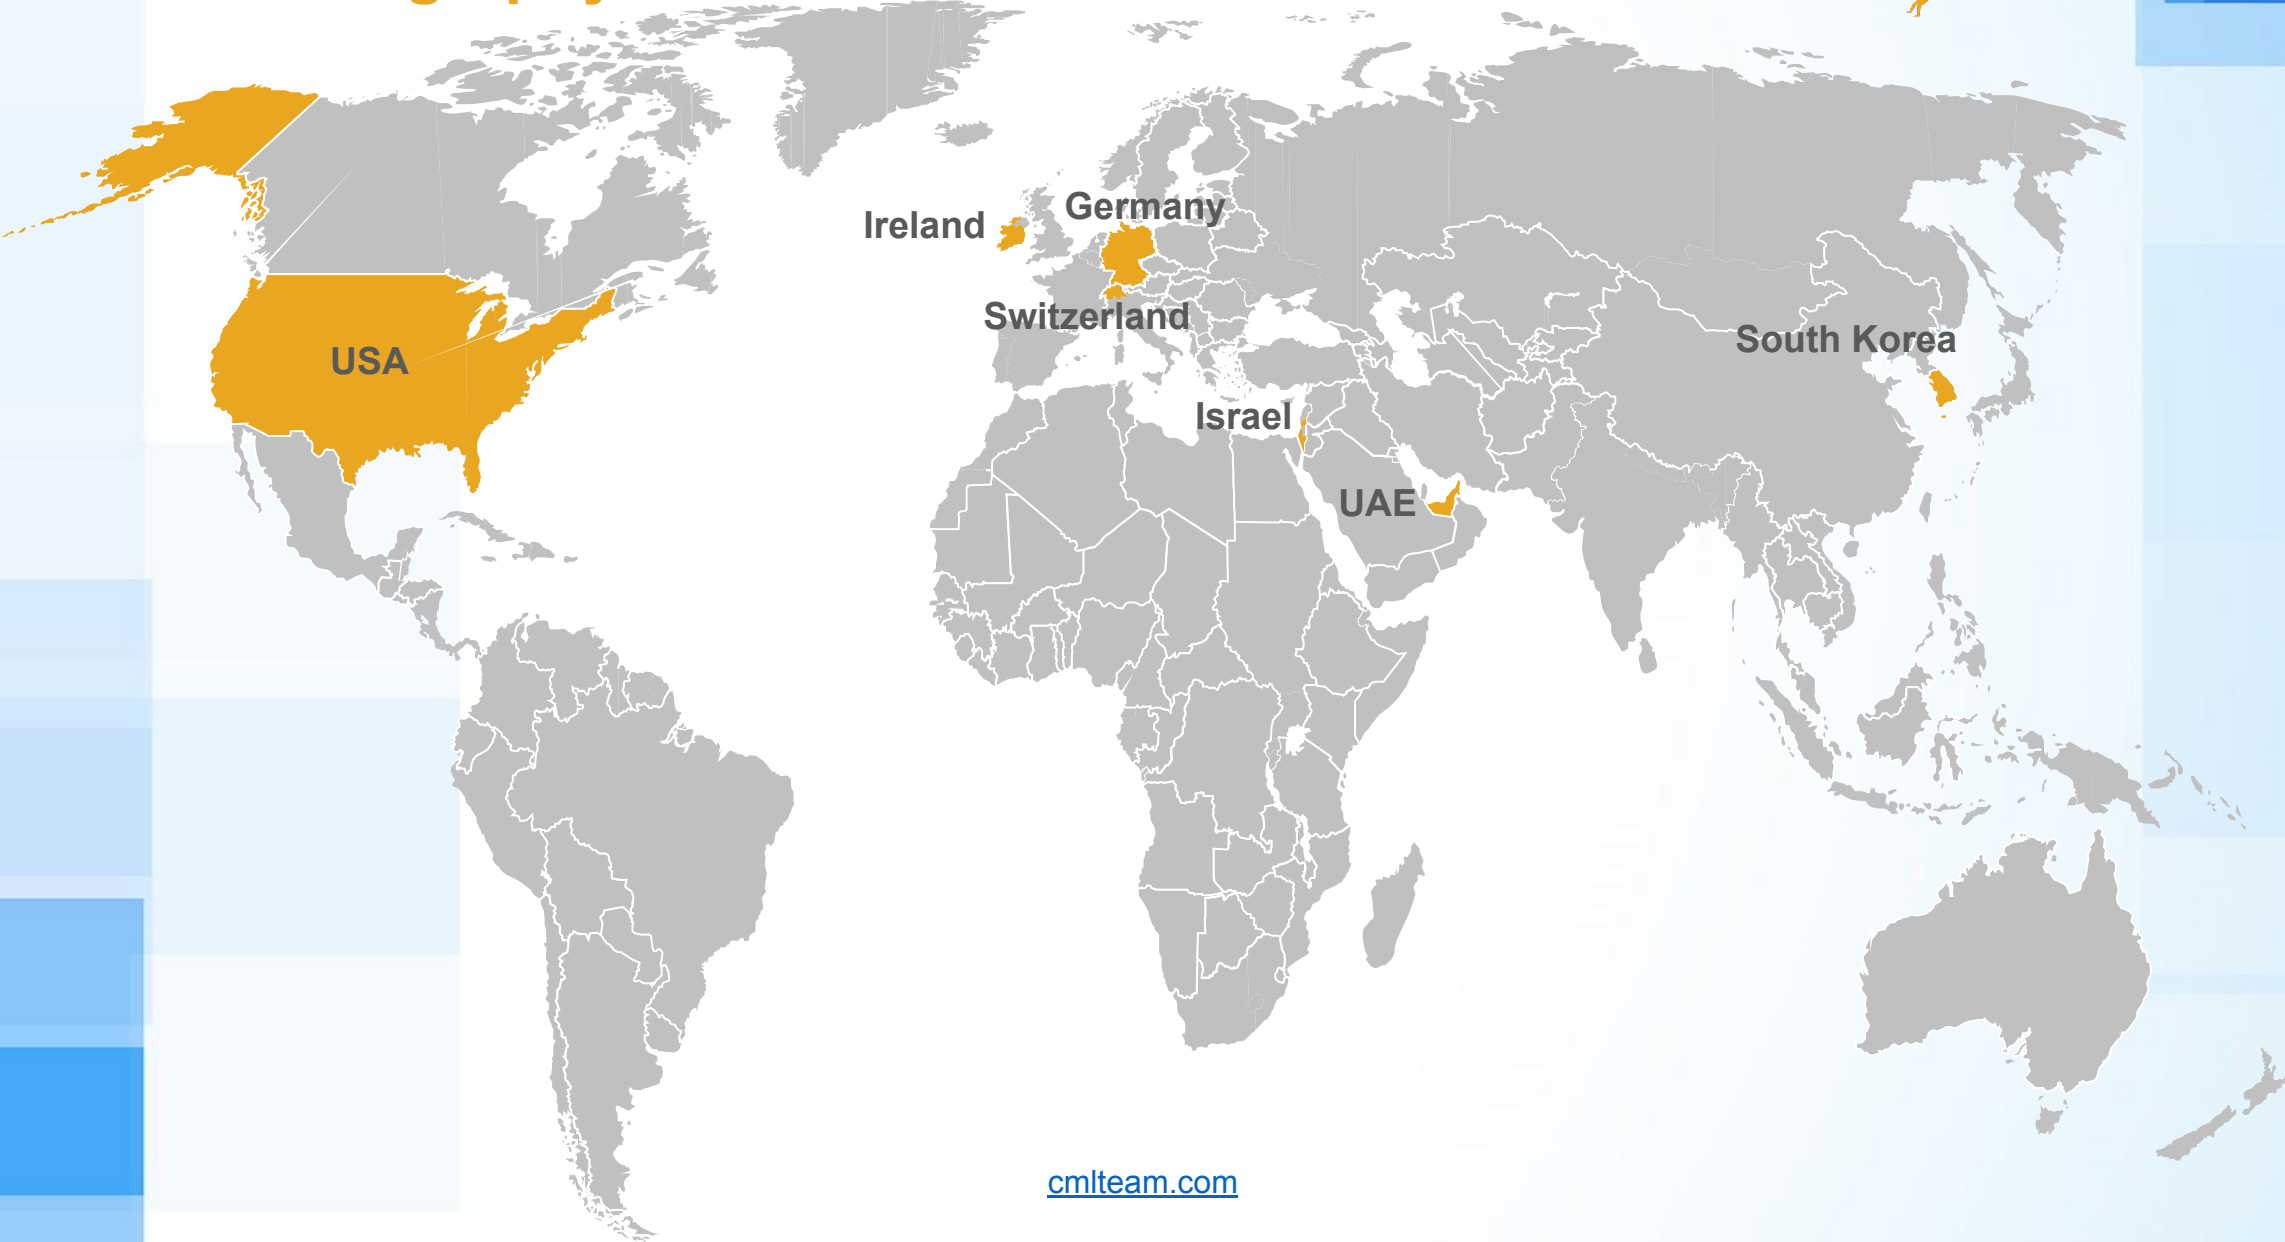 Germany
Ireland
Switzerland
South Korea
USA
Israel
UAE
cmlteam.com